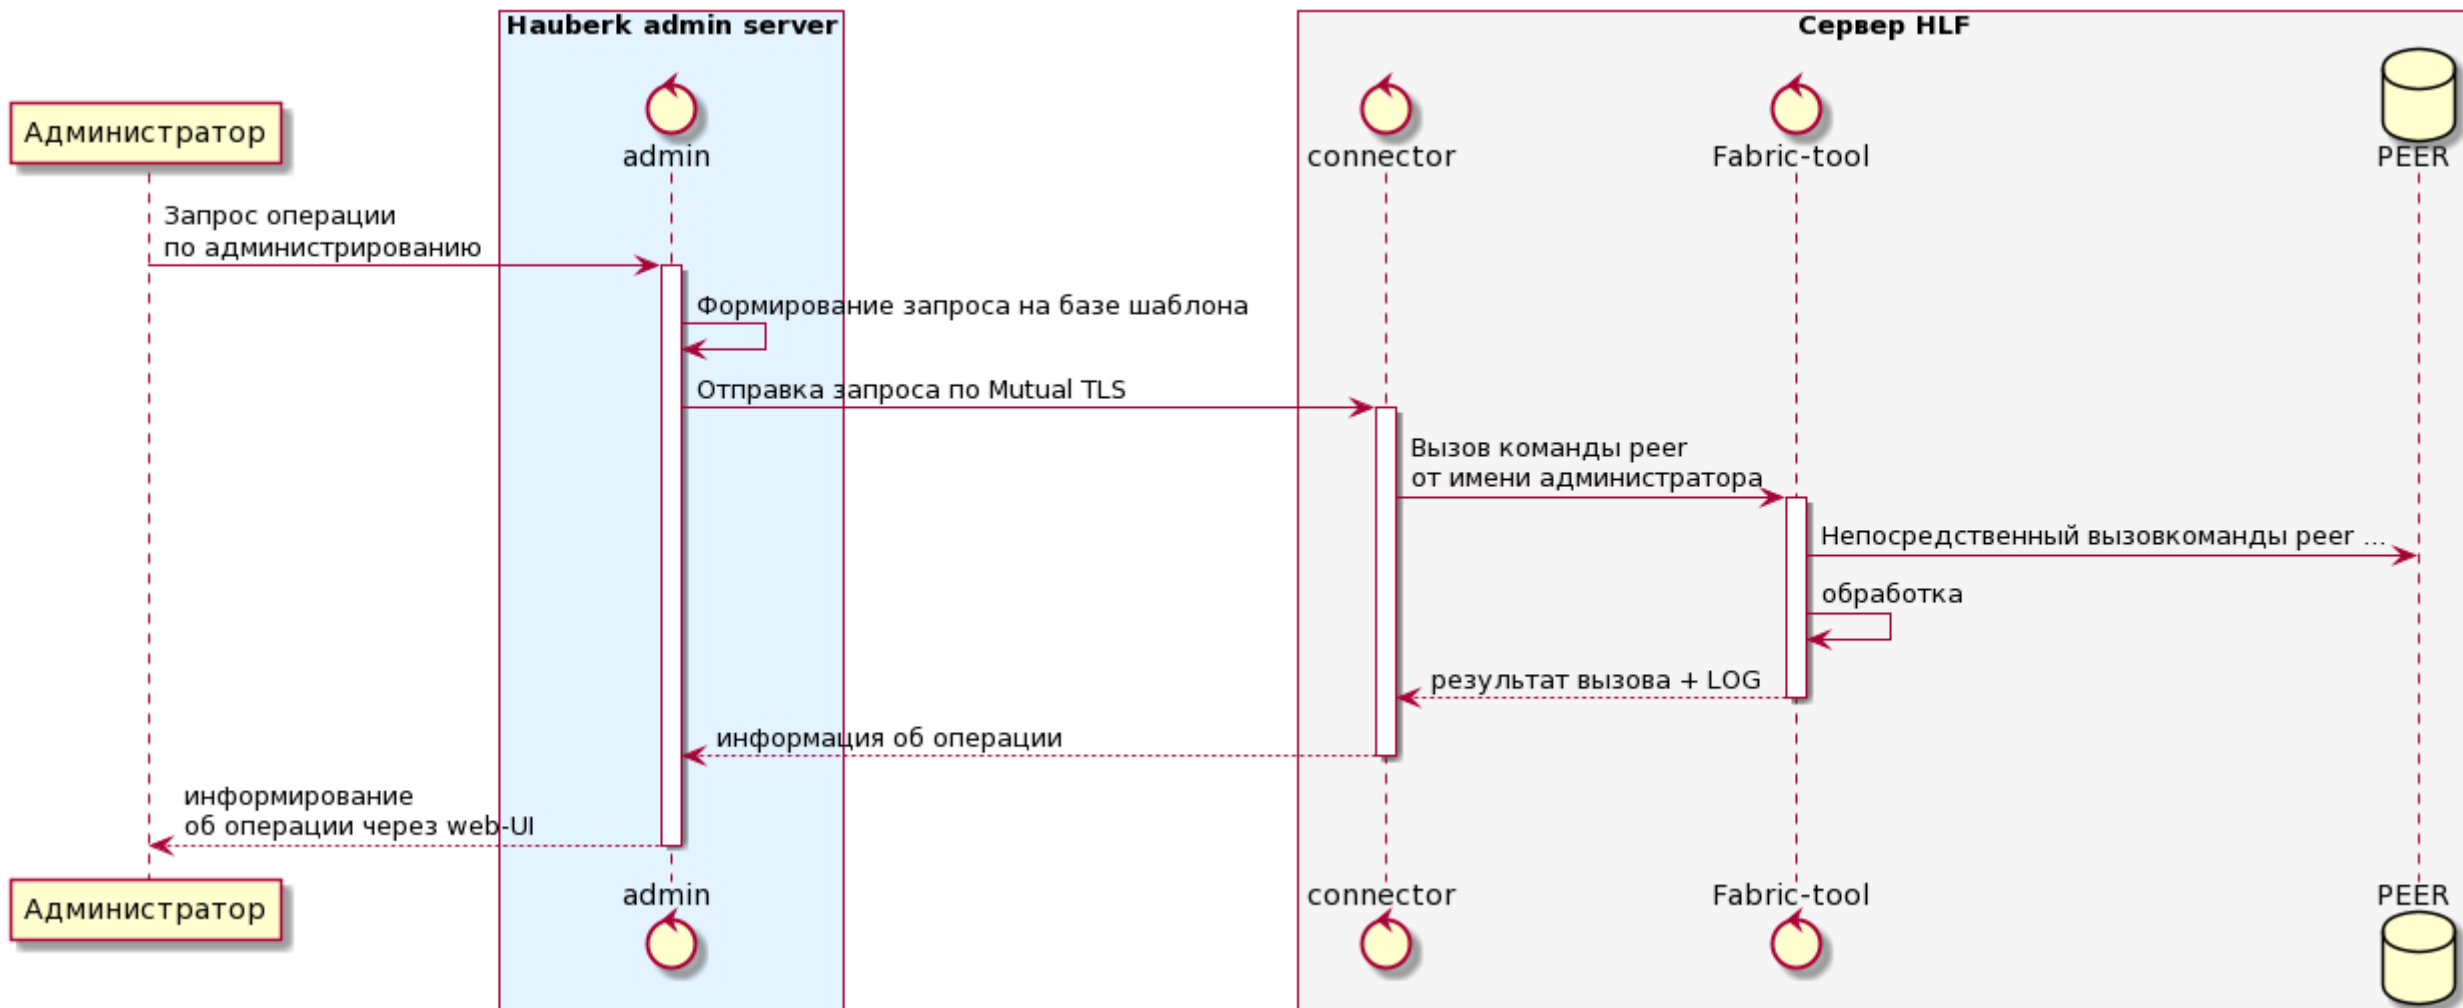 Hauberk admin server
Сервер HLF
Администратор
admin
connector
Fabric-tool
PEER
Запрос операции
по администрированию
Формирование запроса на базе шаблона
Отправка запроса по Mutual TLS
Вызов команды peer
от имени администратора
Непосредственный вызовкоманды peer ...
обработка
результат вызова + LOG
информация об операции
информирование
об операции через web-UI
Администратор
admin
connector
Fabric-tool
PEER